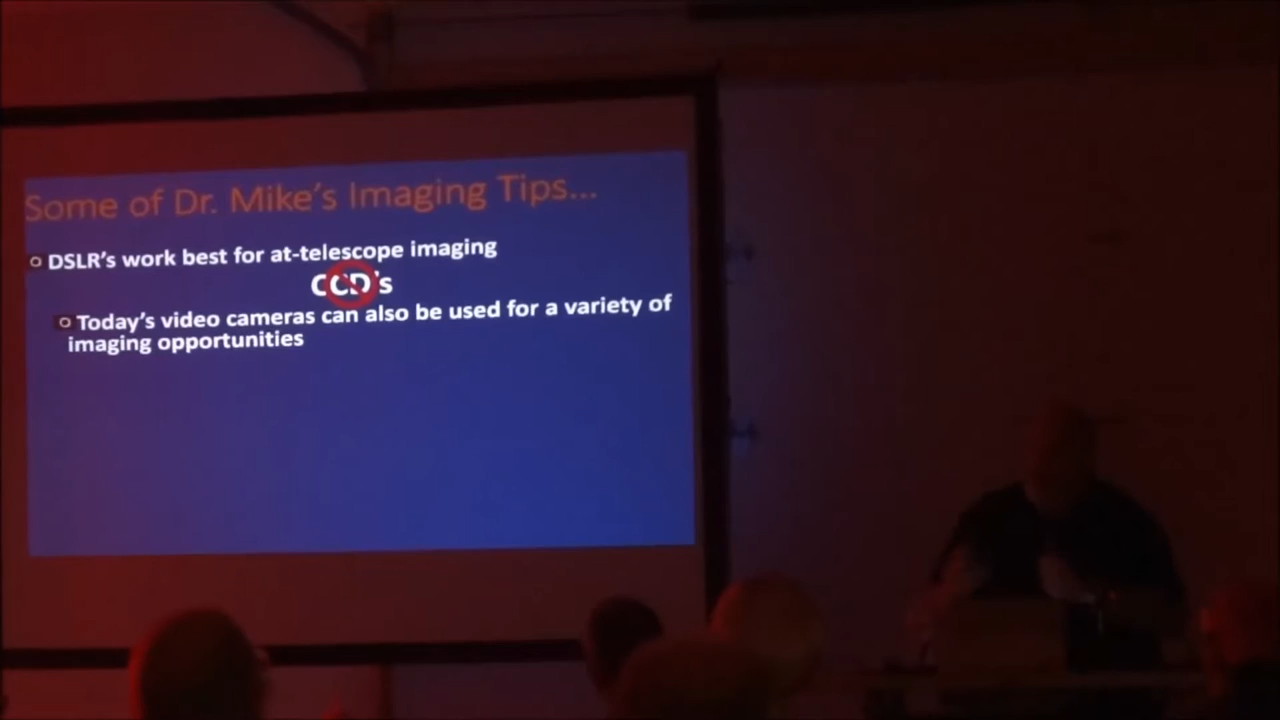 Some of Dr. Mike's Imaging Tips...
DSLR's work best for at-telescope imaging
CCD's
Today's video cameras can also be used for a variety of
imaging opportunities